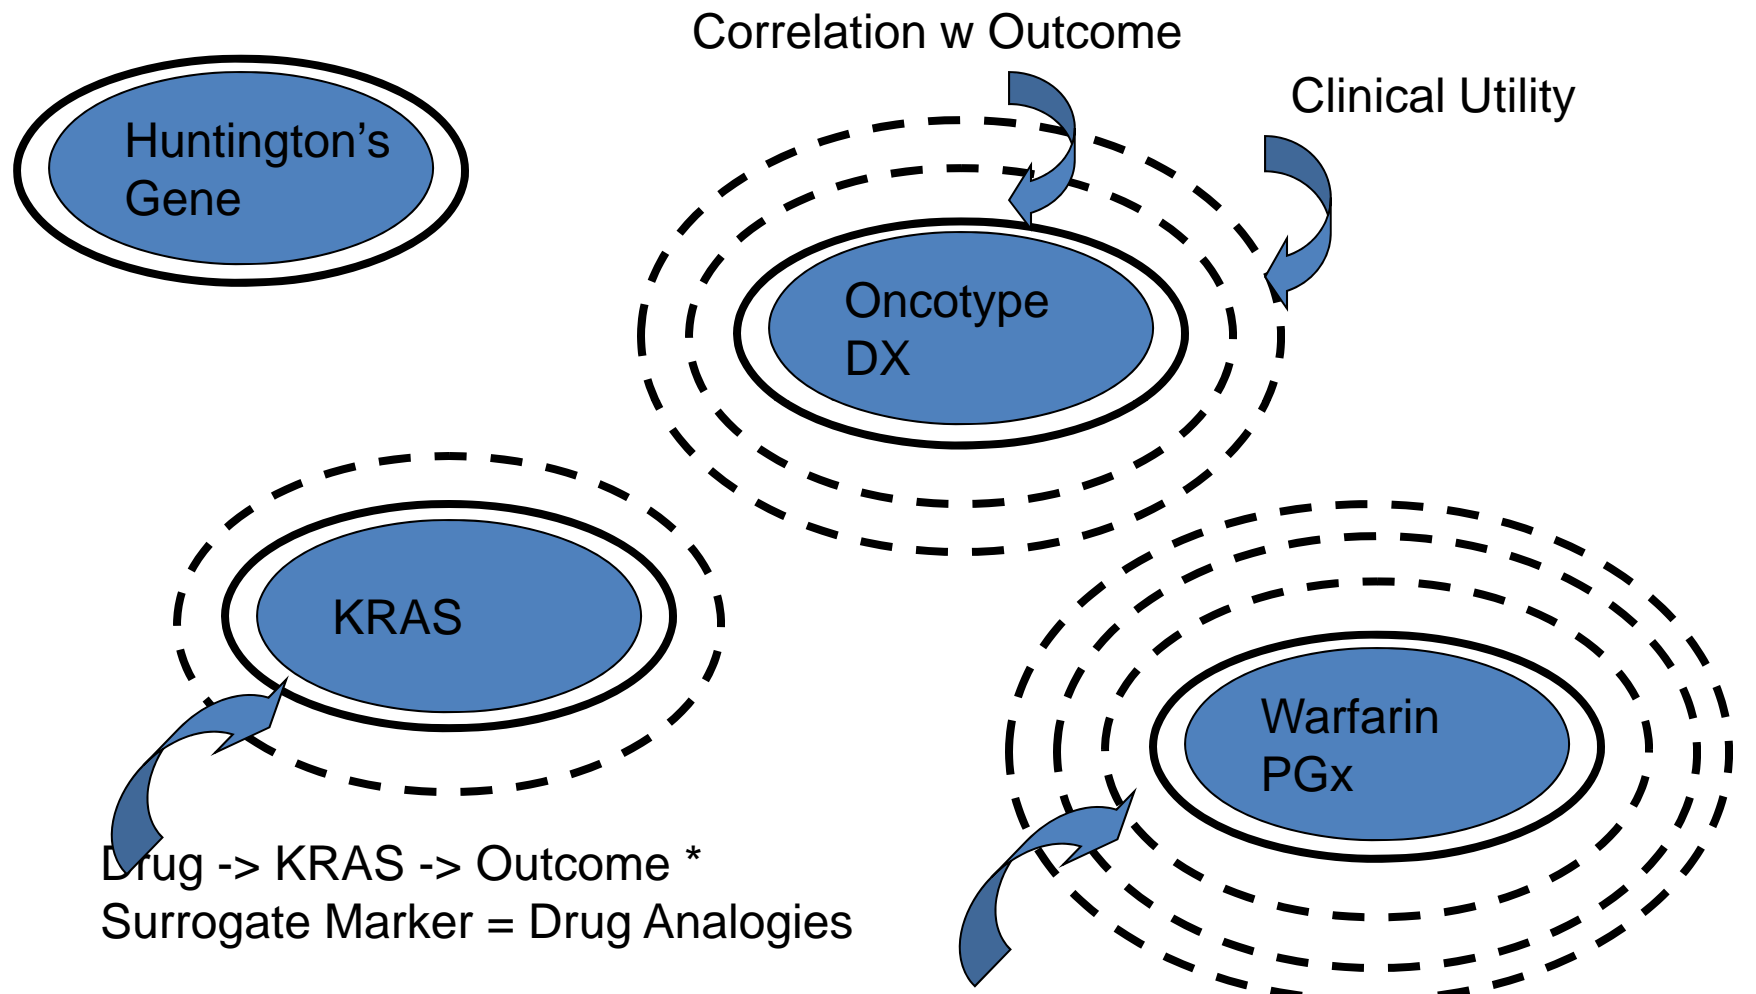 Correlation w Outcome
Clinical Utility
Huntington’s
Gene
Oncotype
DX
KRAS
Warfarin
PGx
Drug -> KRAS -> Outcome *
Surrogate Marker = Drug Analogies